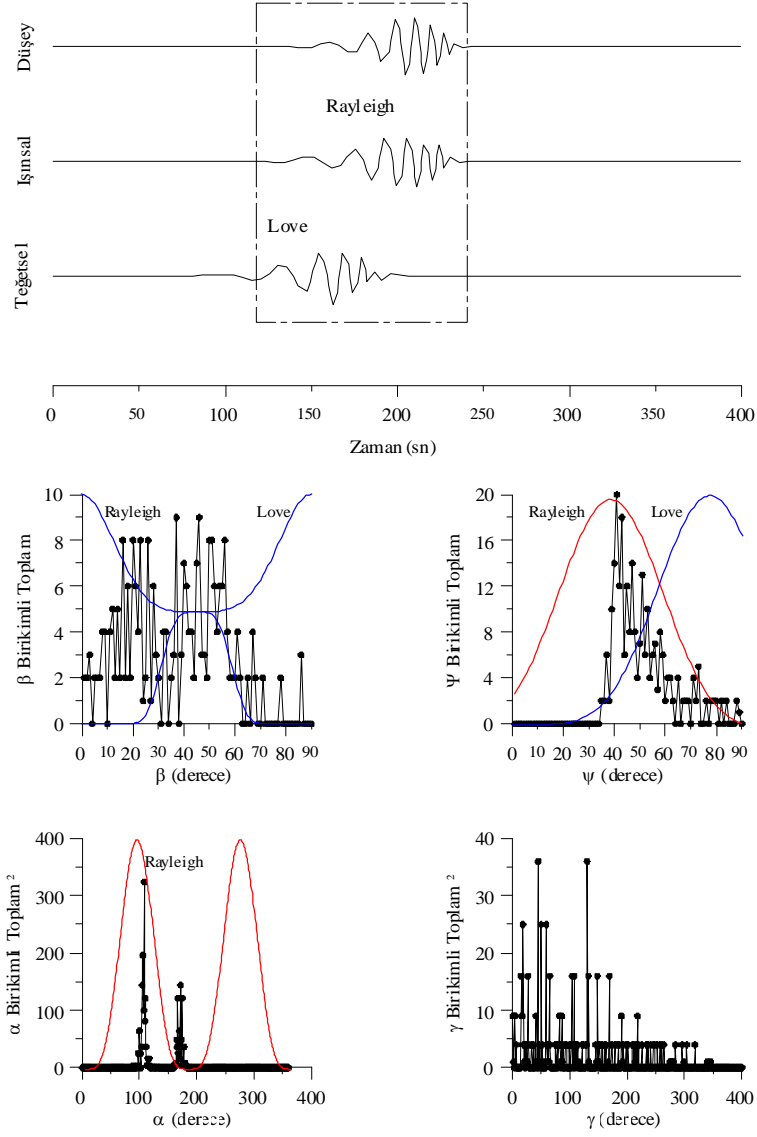 Düşey
Rayleigh
Işınsal
Love
Teğetsel
0 50 100 150 200 250 300 350 400
Zaman (sn)
10
8
6
4
2
0
β Birikimli Toplam
Rayleigh Love
0 10 20 30 40 50 60 70 80 90
β (derece)
20
16
12
8
4
0
Ψ Birikimli Toplam
Rayleigh Love
0 10 20 30 40 50 60 70 80 90
ψ (derece)
400
300
200
100
0
α Birikimli Toplam ²
Rayleigh
0 100 200 300 400
α (derece)
40
30
20
10
0
γ Birikimli Toplam ²
0 100 200 300 400
γ (derece)